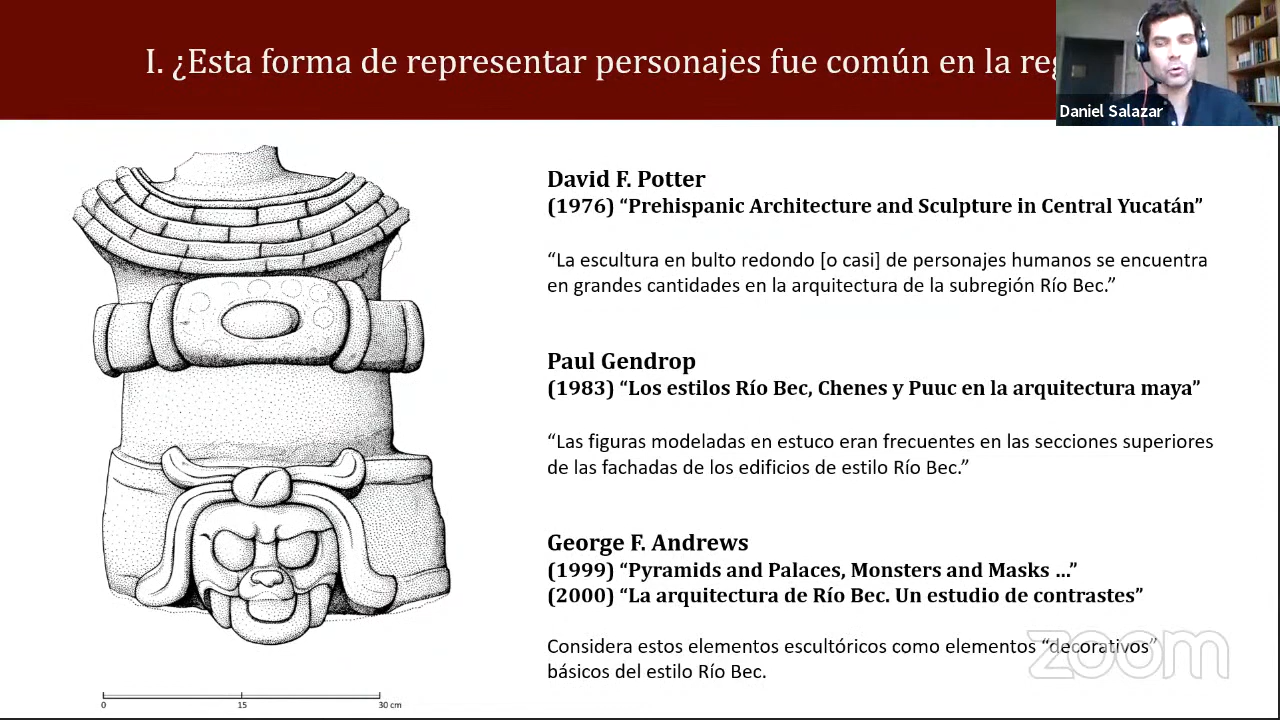 I. ¿Esta forma de representar personajes fue común en la
Daniel Salazar
David F. Potter
(1976) “Prehispanic Architecture and Sculpture in Central Yucatán”
“La escultura en bulto redondo [o casi] de personajes humanos se encuentra
en grandes cantidades en la arquitectura de la subregión Río Bec.”
Paul Gendrop
(1983) “Los estilos Río Bec, Chenes y Puuc en la arquitectura maya”
“Las figuras modeladas en estuco eran frecuentes en las secciones superiores
de las fachadas de los edificios de estilo Río Bec.”
George F. Andrews
(1999) “Pyramids and Palaces, Monsters and Masks ...”
(2000) “La arquitectura de Río Bec. Un estudio de contrastes”
Considera estos elementos escultóricos como elementos “decorativos”
básicos del estilo Río Bec.
zoom
0 15 30 cm